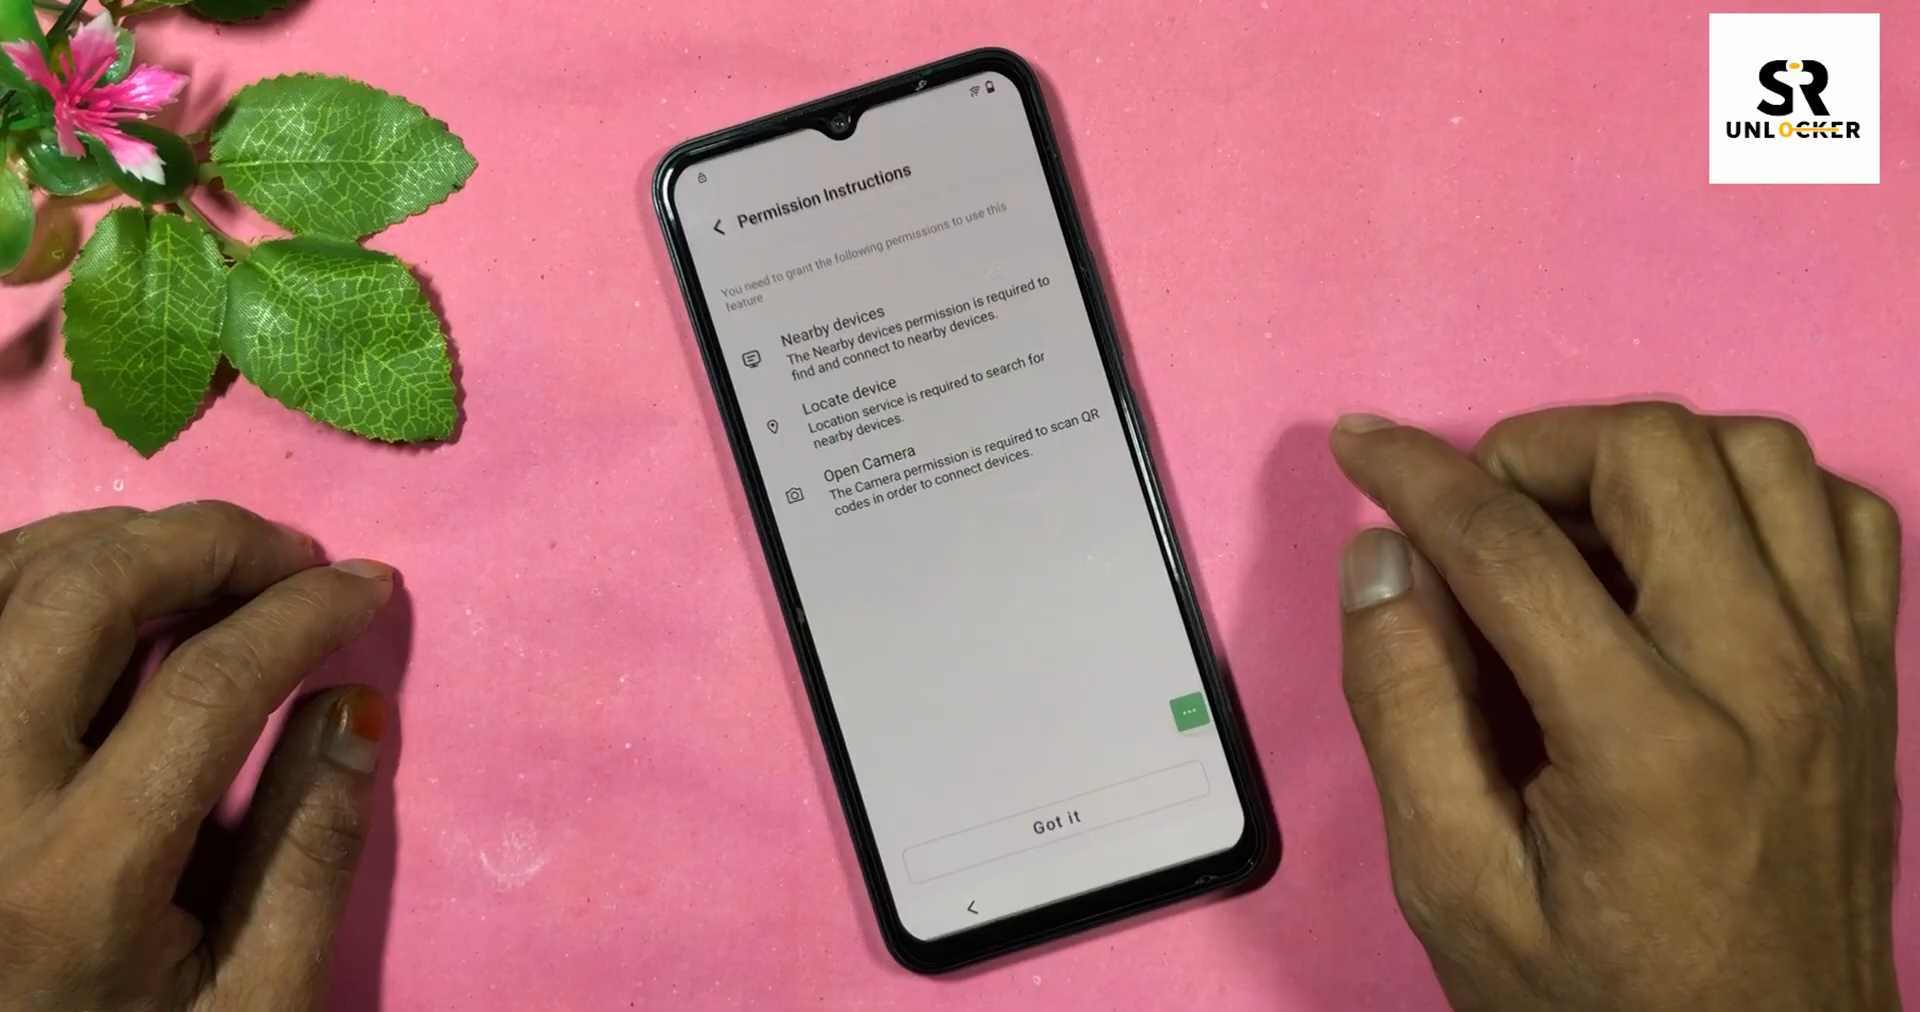 SR
UNLOCKER
Permission Instructions
You need to grant the following permissions to use this
feature
Nearby devices
The Nearby devices permission is required to
find and connect to nearby devices.
Locate device
Location service is required to search for
nearby devices.
Open Camera
The Camera permission is required to scan QR
codes in order to connect devices.
Got it